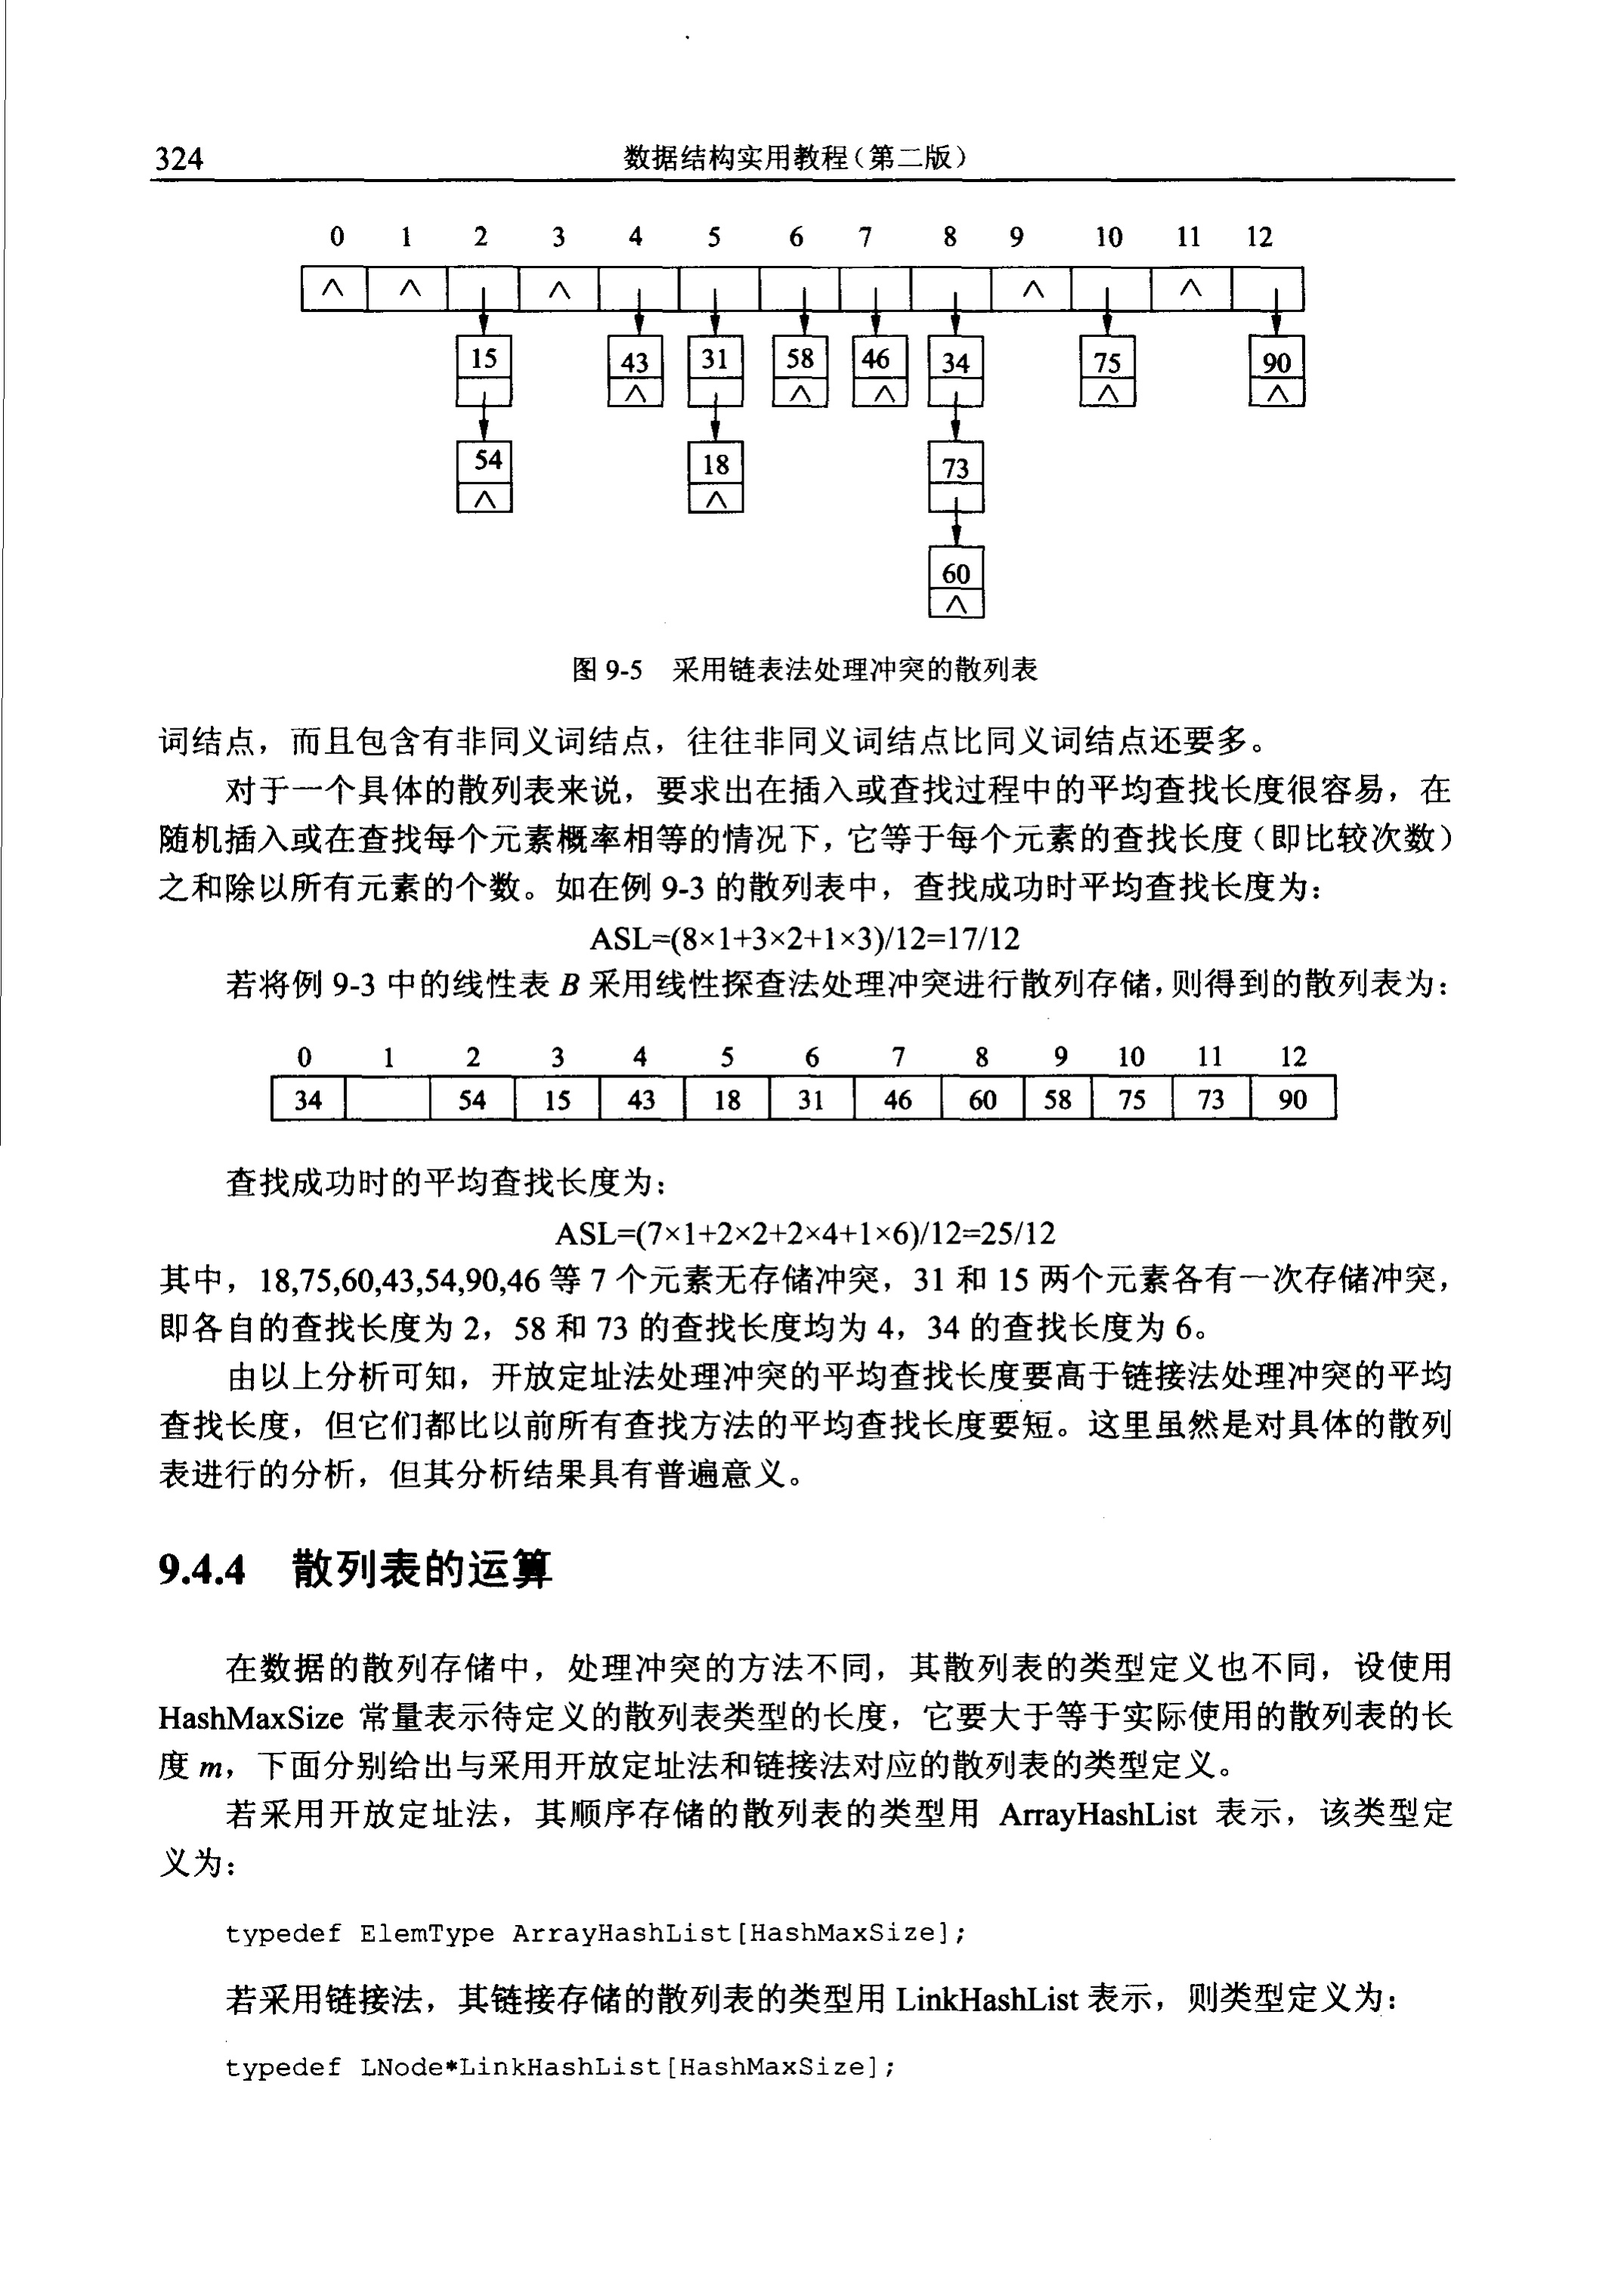 324 数据结构实用教程(第二版)
0 1 2 3 4 5 6 7 8 9 10 11 12
∧ ∧ ∧ ∧ ∧
15 43 31 58 46 34 75 90
∧ ∧ ∧ ∧ ∧
54 18 73
∧ ∧
60
∧
图 9-5 采用链表法处理冲突的散列表
词结点，而且包含有非同义词结点，往往非同义词结点比同义词结点还要多。
对于一个具体的散列表来说，要求出在插入或查找过程中的平均查找长度很容易，在
随机插入或在查找每个元素概率相等的情况下，它等于每个元素的查找长度(即比较次数)
之和除以所有元素的个数。如在例 9-3 的散列表中，查找成功时平均查找长度为：
ASL=(8×1+3×2+1×3)/12=17/12
若将例 9-3 中的线性表 B 采用线性探查法处理冲突进行散列存储，则得到的散列表为：
0 1 2 3 4 5 6 7 8 9 10 11 12
34 54 15 43 18 31 46 60 58 75 73 90
查找成功时的平均查找长度为：
ASL=(7×1+2×2+2×4+1×6)/12=25/12
其中，18,75,60,43,54,90,46 等 7 个元素无存储冲突，31 和 15 两个元素各有一次存储冲突，
即各自的查找长度为 2，58 和 73 的查找长度均为 4，34 的查找长度为 6。
由以上分析可知，开放定址法处理冲突的平均查找长度要高于链接法处理冲突的平均
查找长度，但它们都比以前所有查找方法的平均查找长度要短。这里虽然是对具体的散列
表进行的分析，但其分析结果具有普遍意义。
9.4.4 散列表的运算
在数据的散列存储中，处理冲突的方法不同，其散列表的类型定义也不同，设使用
HashMaxSize 常量表示待定义的散列表类型的长度，它要大于等于实际使用的散列表的长
度 m，下面分别给出与采用开放定址法和链接法对应的散列表的类型定义。
若采用开放定址法，其顺序存储的散列表的类型用 ArrayHashList 表示，该类型定
义为：
typedef ElemType ArrayHashList[HashMaxSize];
若采用链接法，其链接存储的散列表的类型用 LinkHashList 表示，则类型定义为：
typedef LNode*LinkHashList[HashMaxSize];